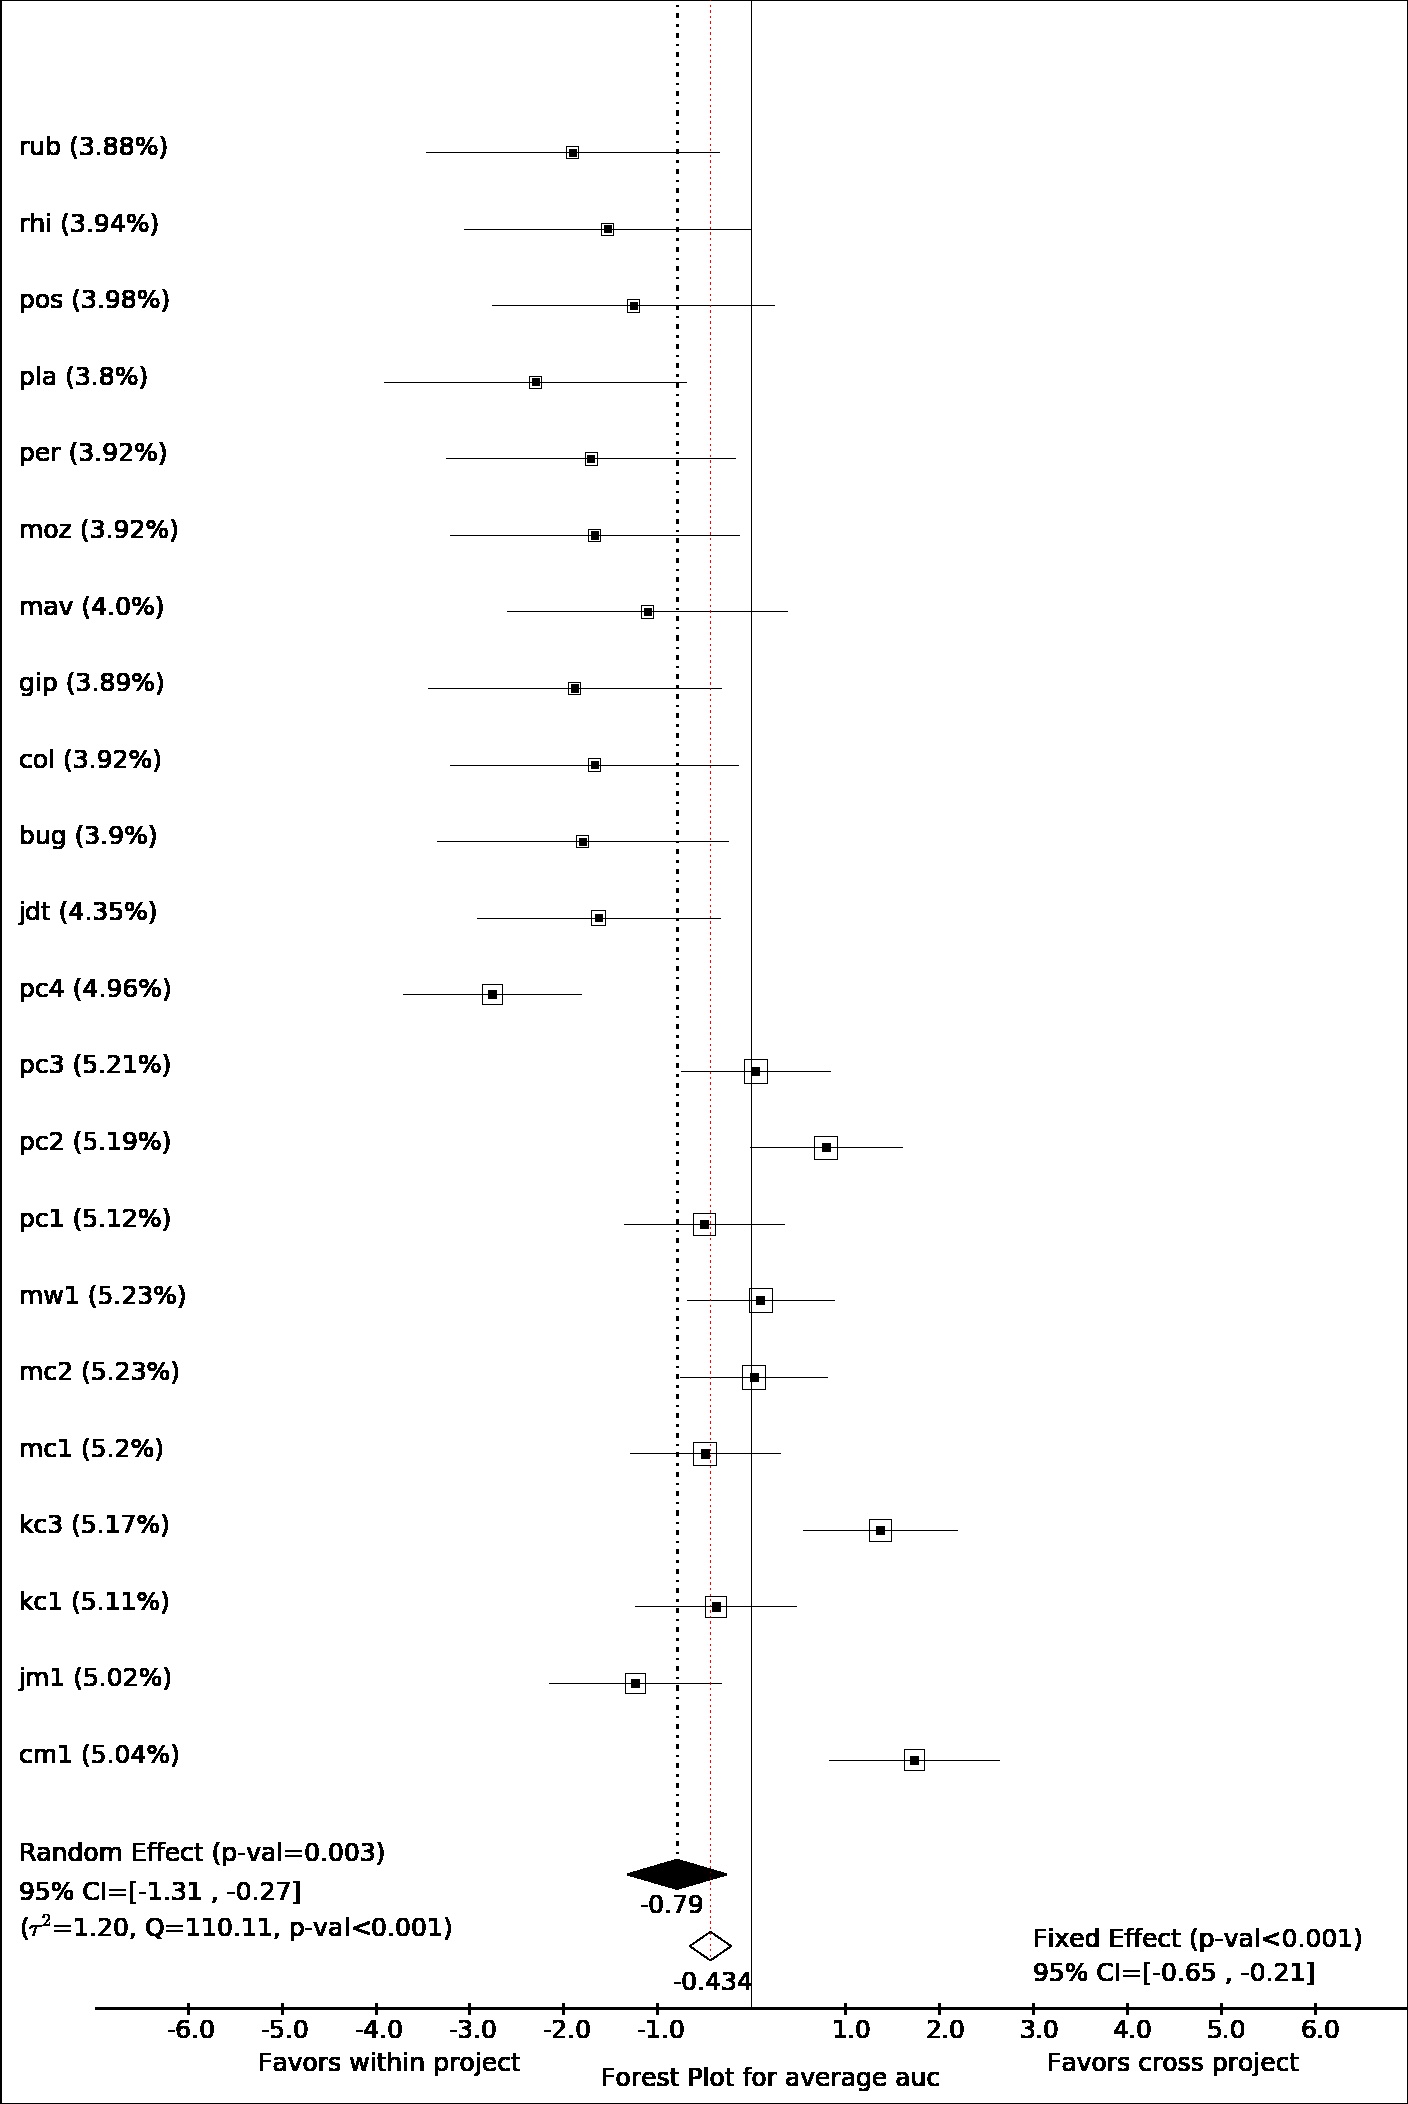 rub (3.88%)
rhi (3.94%)
pos (3.98%)
pla (3.8%)
per (3.92%)
moz (3.92%)
mav (4.0%)
gip (3.89%)
col (3.92%)
bug (3.9%)
jdt (4.35%)
pc4 (4.96%)
pc3 (5.21%)
pc2 (5.19%)
pc1 (5.12%)
mw1 (5.23%)
mc2 (5.23%)
mc1 (5.2%)
kc3 (5.17%)
kc1 (5.11%)
jm1 (5.02%)
cm1 (5.04%)
Random Effect (p-val=0.003)
95% CI=[-1.31 , -0.27]
(τ²=1.20, Q=110.11, p-val<0.001)
-0.79
-0.434
Fixed Effect (p-val<0.001)
95% CI=[-0.65 , -0.21]
-6.0 -5.0 -4.0 -3.0 -2.0 -1.0 1.0 2.0 3.0 4.0 5.0 6.0
Favors within project
Favors cross project
Forest Plot for average auc